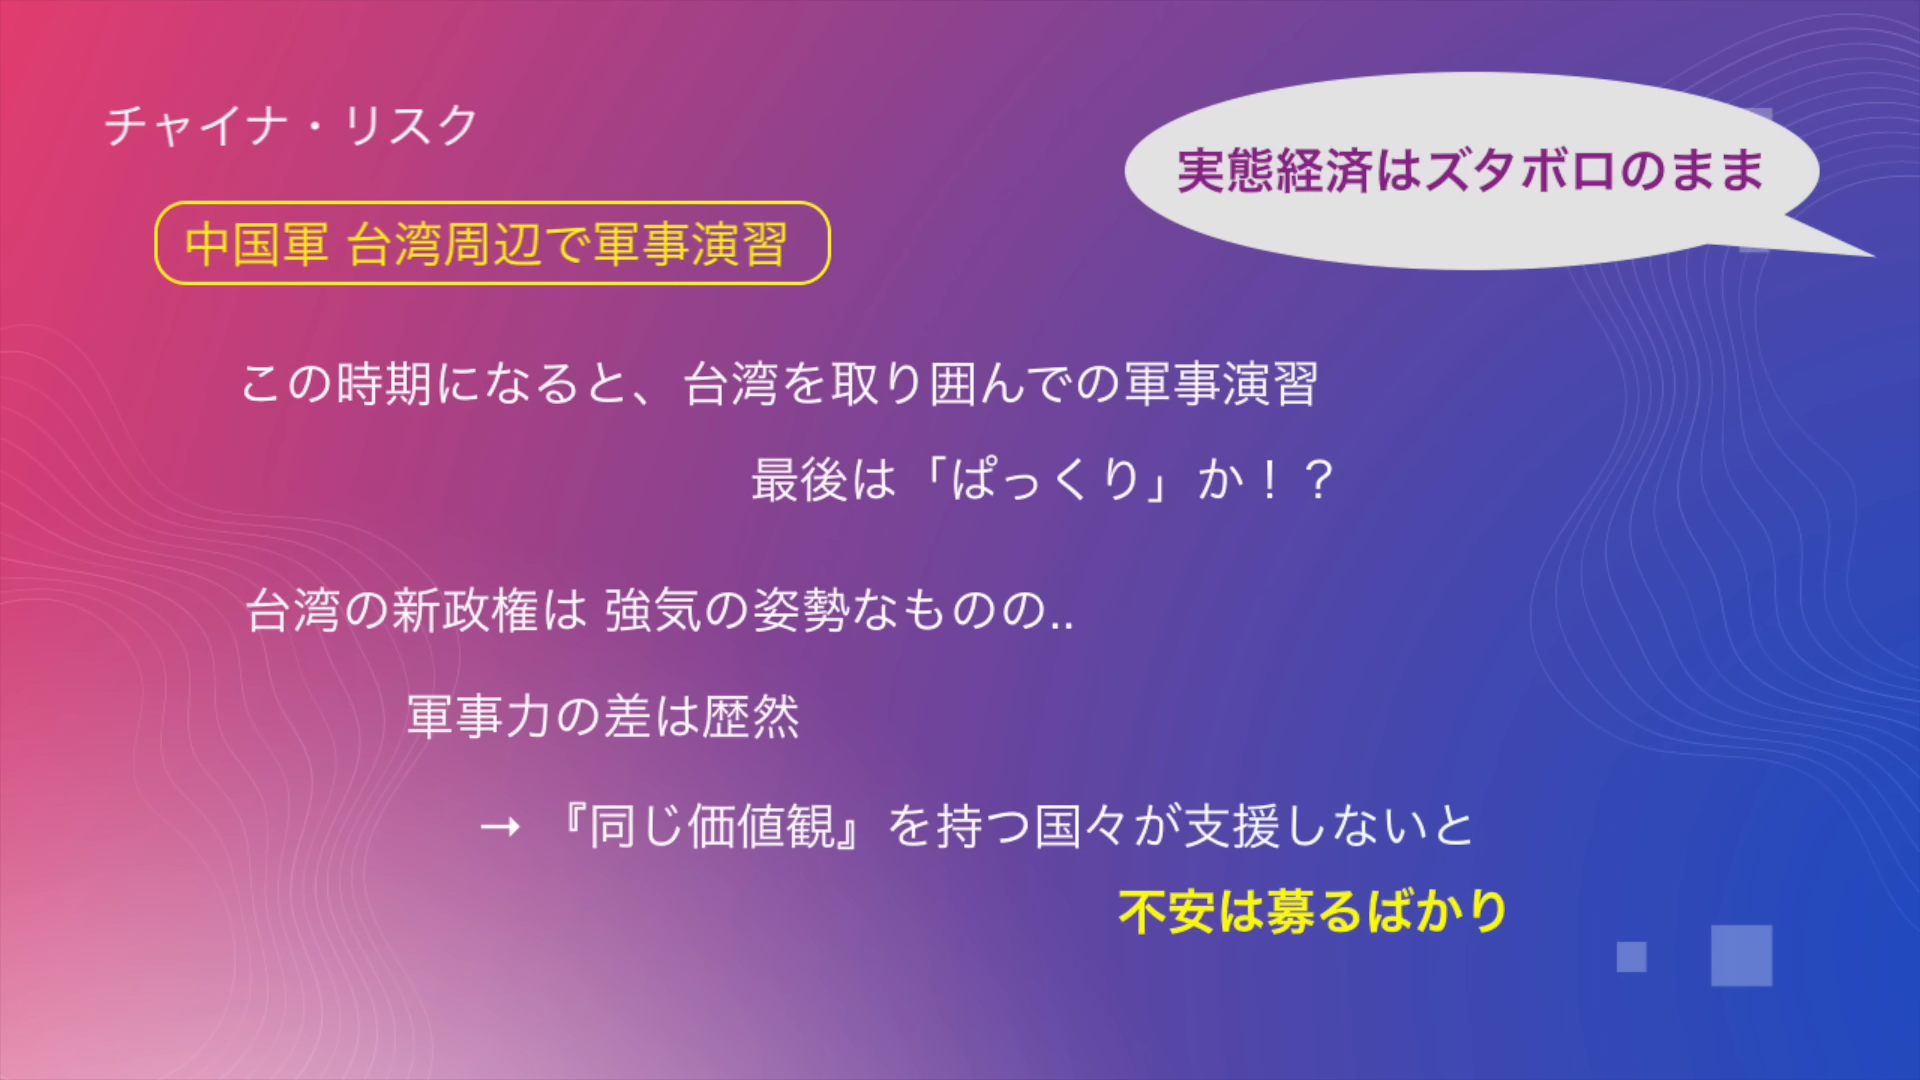 チャイナ・リスク
実態経済はズタボロのまま
中国軍 台湾周辺で軍事演習
この時期になると、台湾を取り囲んでの軍事演習
最後は「ぱっくり」か！？
台湾の新政権は 強気の姿勢なものの..
軍事力の差は歴然
→ 『同じ価値観』を持つ国々が支援しないと
不安は募るばかり